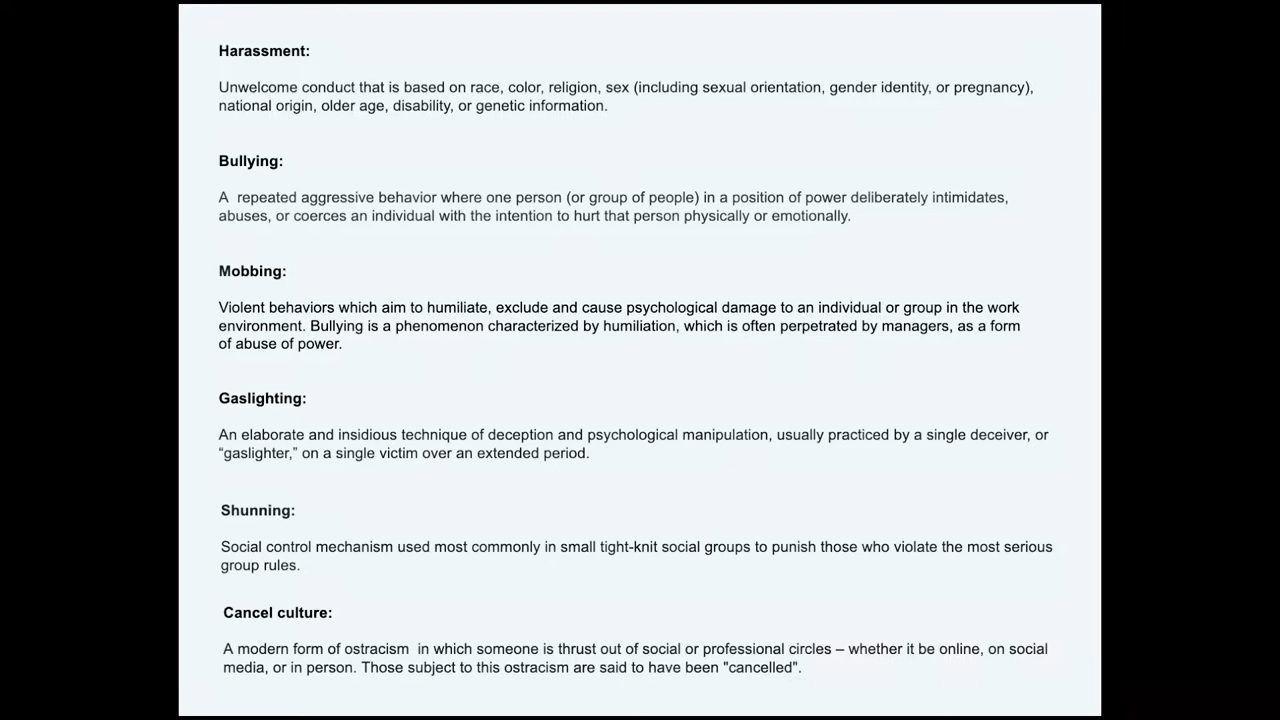 Harassment:
Unwelcome conduct that is based on race, color, religion, sex (including sexual orientation, gender identity, or pregnancy),
national origin, older age, disability, or genetic information.
Bullying:
A  repeated aggressive behavior where one person (or group of people) in a position of power deliberately intimidates,
abuses, or coerces an individual with the intention to hurt that person physically or emotionally.
Mobbing:
Violent behaviors which aim to humiliate, exclude and cause psychological damage to an individual or group in the work
environment. Bullying is a phenomenon characterized by humiliation, which is often perpetrated by managers, as a form
of abuse of power.
Gaslighting:
An elaborate and insidious technique of deception and psychological manipulation, usually practiced by a single deceiver, or
“gaslighter,” on a single victim over an extended period.
Shunning:
Social control mechanism used most commonly in small tight-knit social groups to punish those who violate the most serious
group rules.
Cancel culture:
A modern form of ostracism  in which someone is thrust out of social or professional circles – whether it be online, on social
media, or in person. Those subject to this ostracism are said to have been "cancelled".